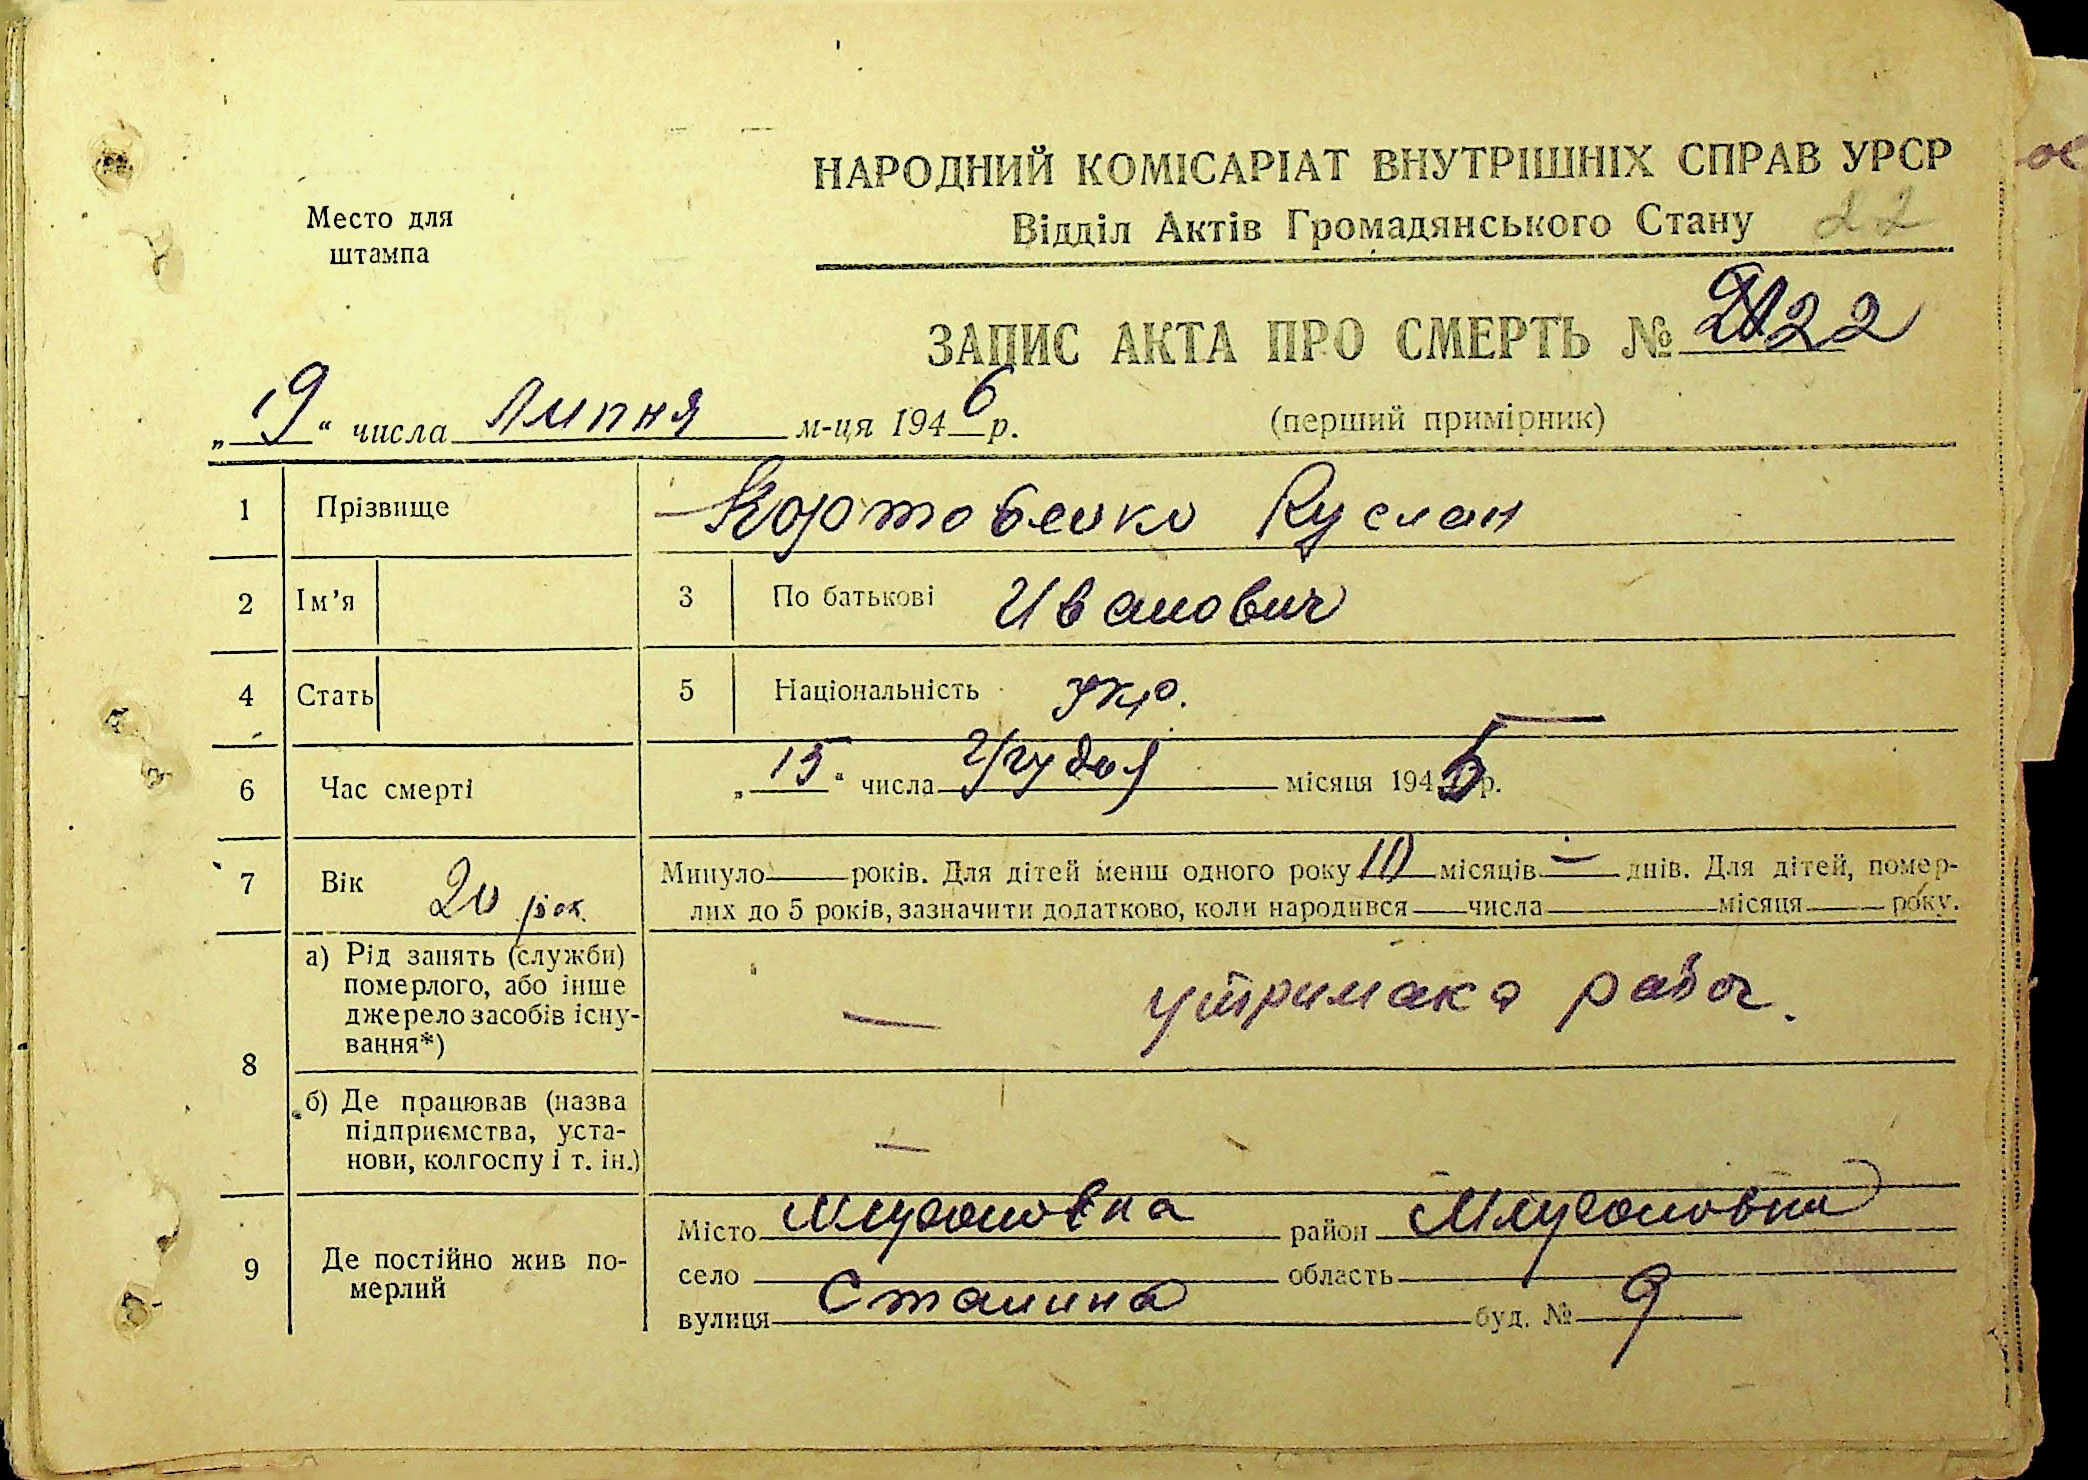 НАРОДНИЙ КОМІСАРІАТ ВНУТРІШНІХ СПРАВ УРСР
Відділ Актів Громадянського Стану 22
Место для
штампа
ЗАПИС АКТА ПРО СМЕРТЬ № 22
„ 9 “ числа Липня м-ця 1946 р.
(перший примірник)
1 Прізвище Кортовенко Руслан
2 Ім'я 3 По батькові Иванович
4 Стать 5 Національність укр.
6 Час смерті „ 15 “ числа Грудня місяця 1945 р.
7 Вік Минуло років. Для дітей менш одного року 10 місяців — днів. Для дітей, помер-
лих до 5 років, зазначити додатково, коли народився числа місяця року.
8 а) Рід занять (служби)
померлого, або інше
джерело засобів існу-
вання*)
— утриманка работ.
б) Де працював (назва
підприємства, уста-
нови, колгоспу і т. ін.)
—
9 Де постійно жив по-
мерлий
Місто район
село область
вулиця Сталина буд. № 9